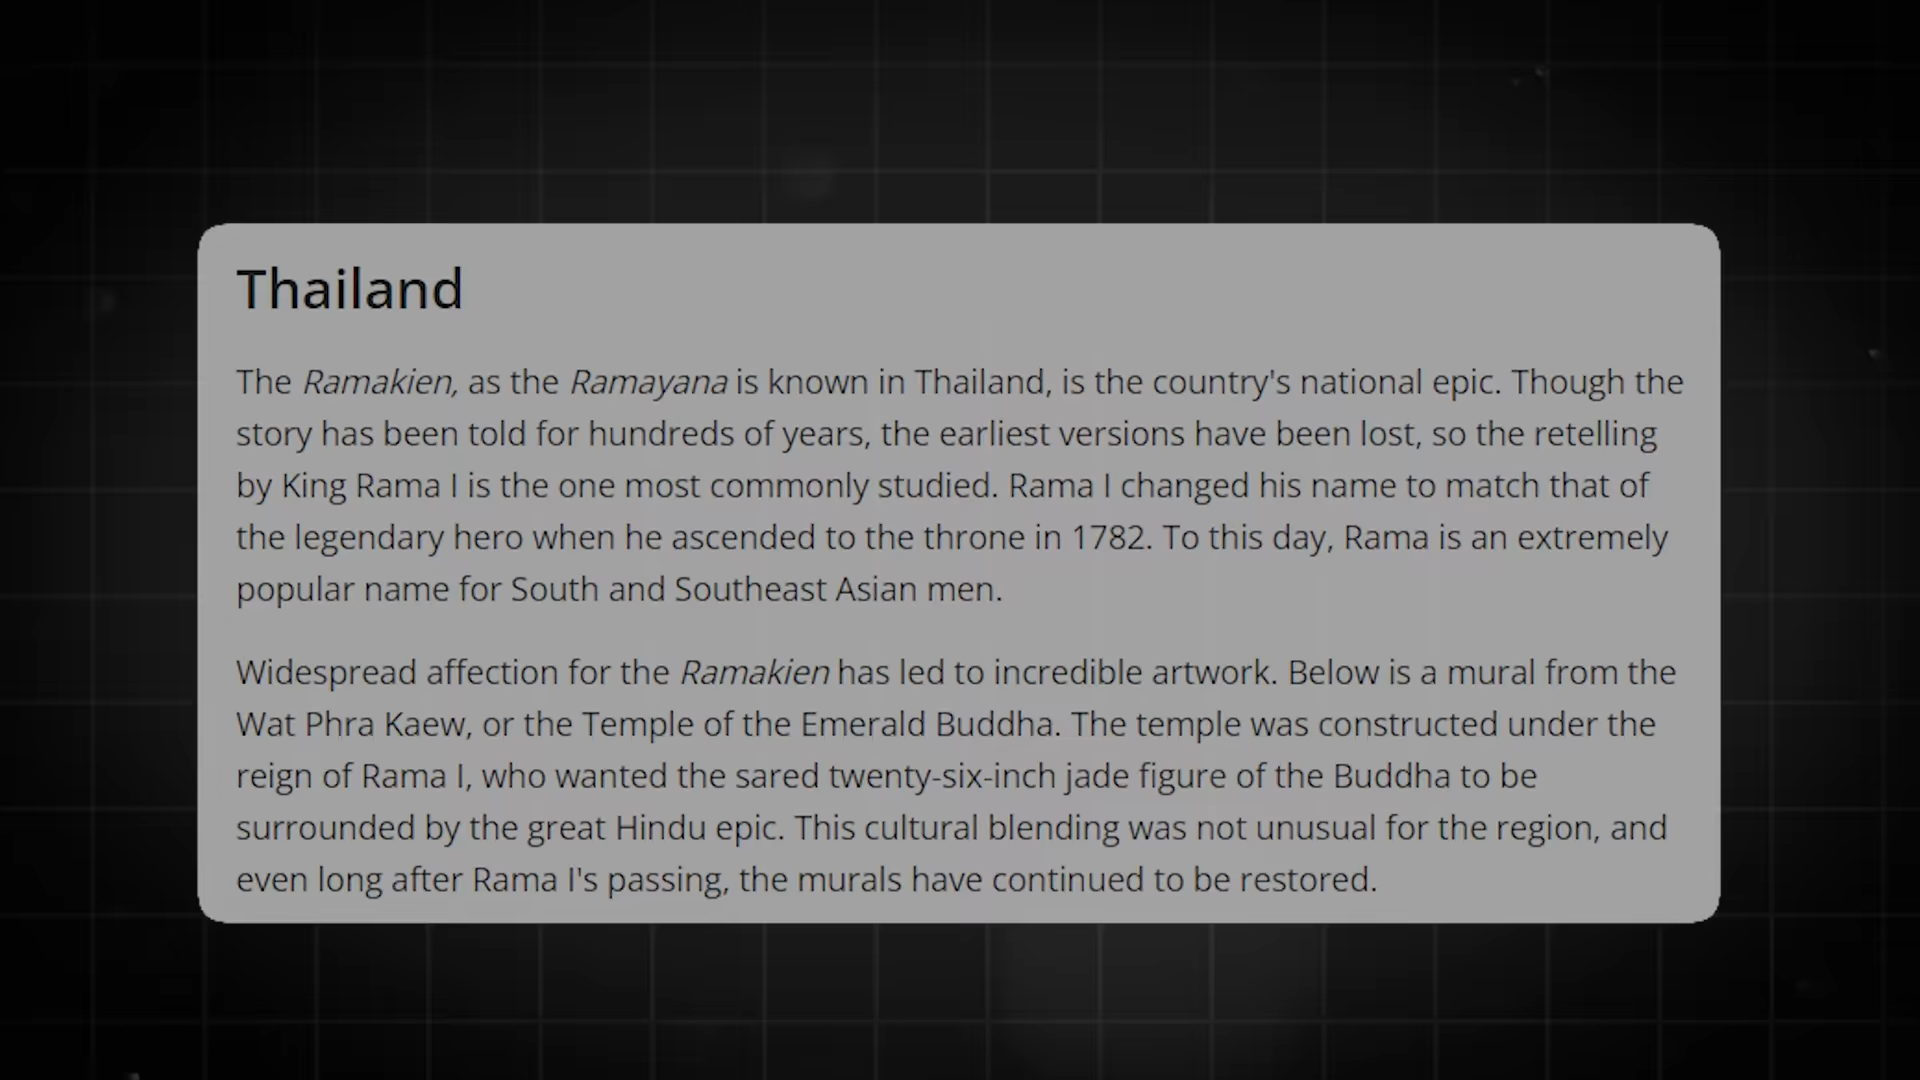 Thailand
The Ramakien, as the Ramayana is known in Thailand, is the country's national epic. Though the
story has been told for hundreds of years, the earliest versions have been lost, so the retelling
by King Rama I is the one most commonly studied. Rama I changed his name to match that of
the legendary hero when he ascended to the throne in 1782. To this day, Rama is an extremely
popular name for South and Southeast Asian men.
Widespread affection for the Ramakien has led to incredible artwork. Below is a mural from the
Wat Phra Kaew, or the Temple of the Emerald Buddha. The temple was constructed under the
reign of Rama I, who wanted the sared twenty-six-inch jade figure of the Buddha to be
surrounded by the great Hindu epic. This cultural blending was not unusual for the region, and
even long after Rama I's passing, the murals have continued to be restored.